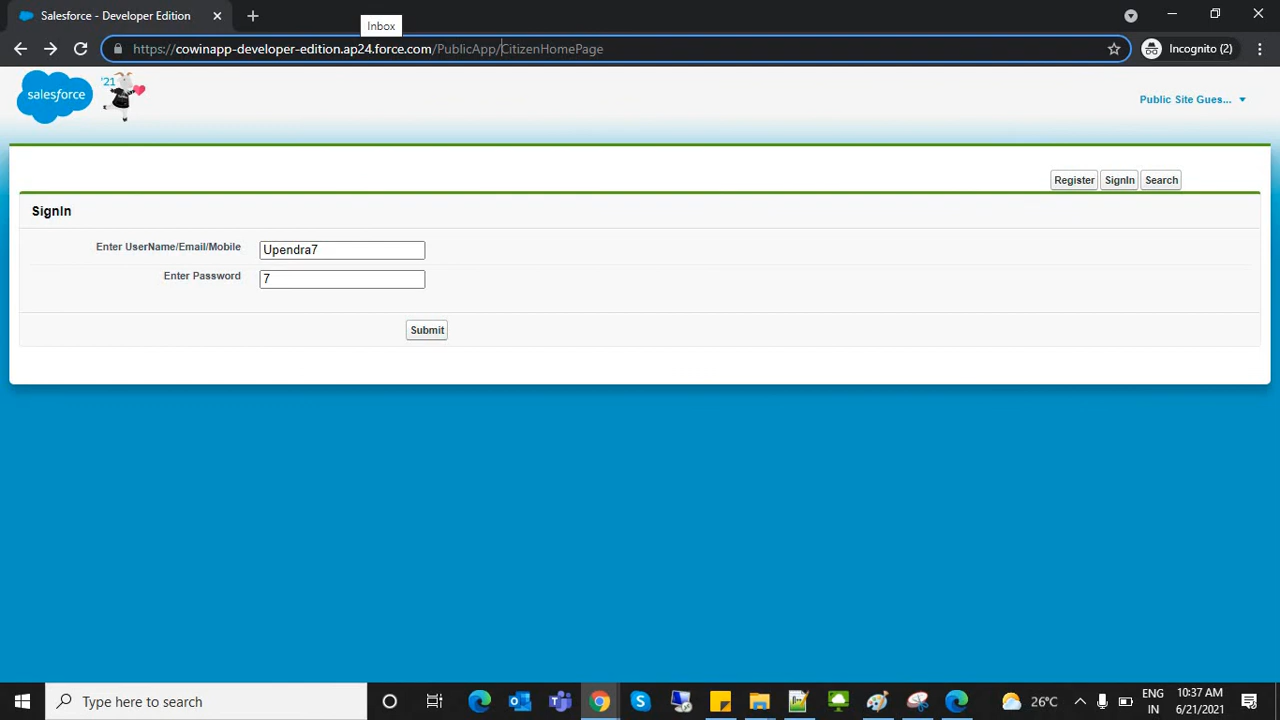 Salesforce - Developer Edition
Inbox
https://cowinapp-developer-edition.ap24.force.com/PublicApp/CitizenHomePage
Incognito (2)
salesforce
'21
Public Site Gues...
Register SignIn Search
SignIn
Enter UserName/Email/Mobile Upendra7
Enter Password 7
Submit
Type here to search
26°C
ENG
IN
10:37 AM
6/21/2021